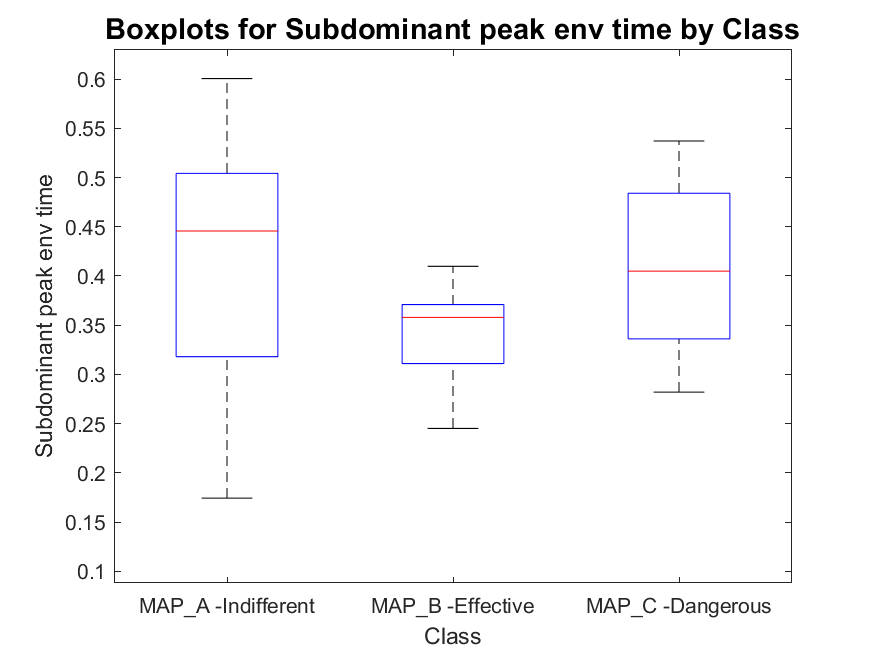 Boxplots for Subdominant peak env time by Class
Subdominant peak env time
0.6
0.55
0.5
0.45
0.4
0.35
0.3
0.25
0.2
0.15
0.1
MAP_A -Indifferent MAP_B -Effective MAP_C -Dangerous
Class